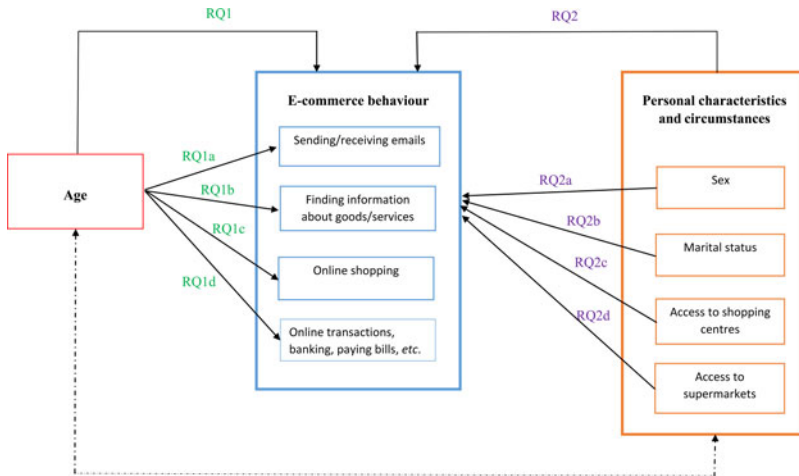 RQ1
RQ2
E-commerce behaviour
Personal characteristics
and circumstances
Age
RQ1a
RQ1b
RQ1c
RQ1d
Sending/receiving emails
Finding information
about goods/services
Online shopping
Online transactions,
banking, paying bills, etc.
RQ2a
RQ2b
RQ2c
RQ2d
Sex
Marital status
Access to shopping
centres
Access to
supermarkets